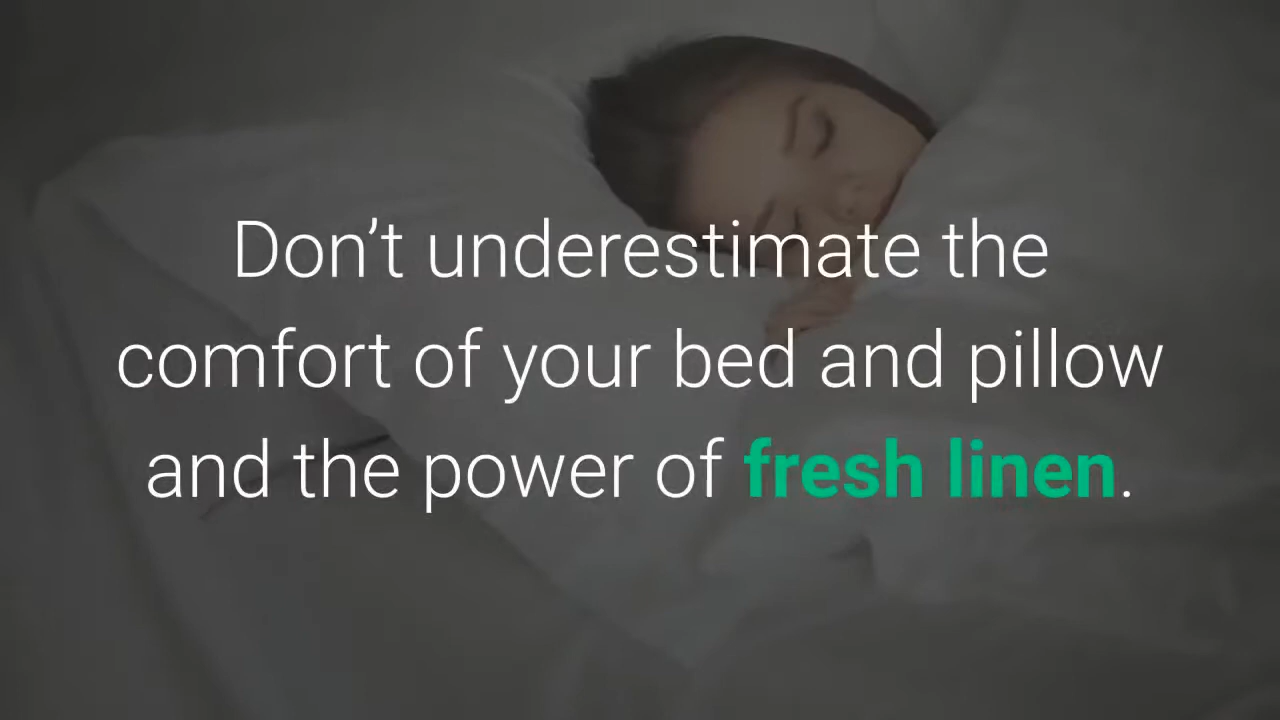 Don’t underestimate the
comfort of your bed and pillow
and the power of fresh linen.